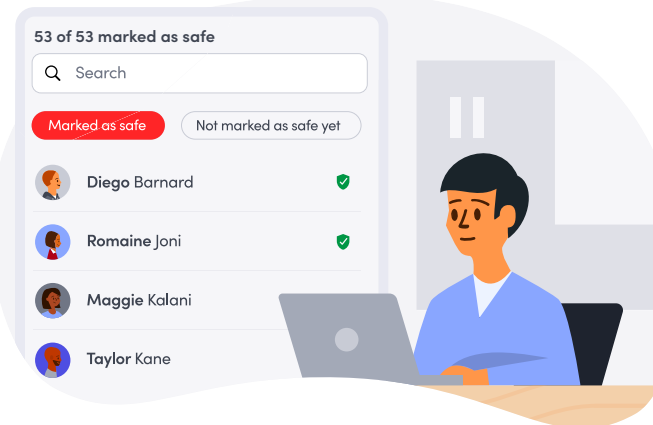 53 of 53 marked as safe
Search
Marked as safe
Not marked as safe yet
Diego Barnard
Romaine Joni
Maggie Kalani
Taylor Kane